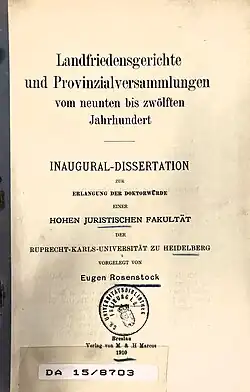 Landfriedensgerichte
und Provinzialversammlungen
vom neunten bis zwölften
Jahrhundert
INAUGURAL-DISSERTATION
ZUR
ERLANGUNG DER DOKTORWÜRDE
EINER
HOHEN JURISTISCHEN FAKULTÄT
DER
RUPRECHT-KARLS-UNIVERSITÄT ZU HEIDELBERG
VORGELEGT VON
Eugen Rosenstock
Breslau
Verlag von M. & H Marcus
1910
DA 15/8703